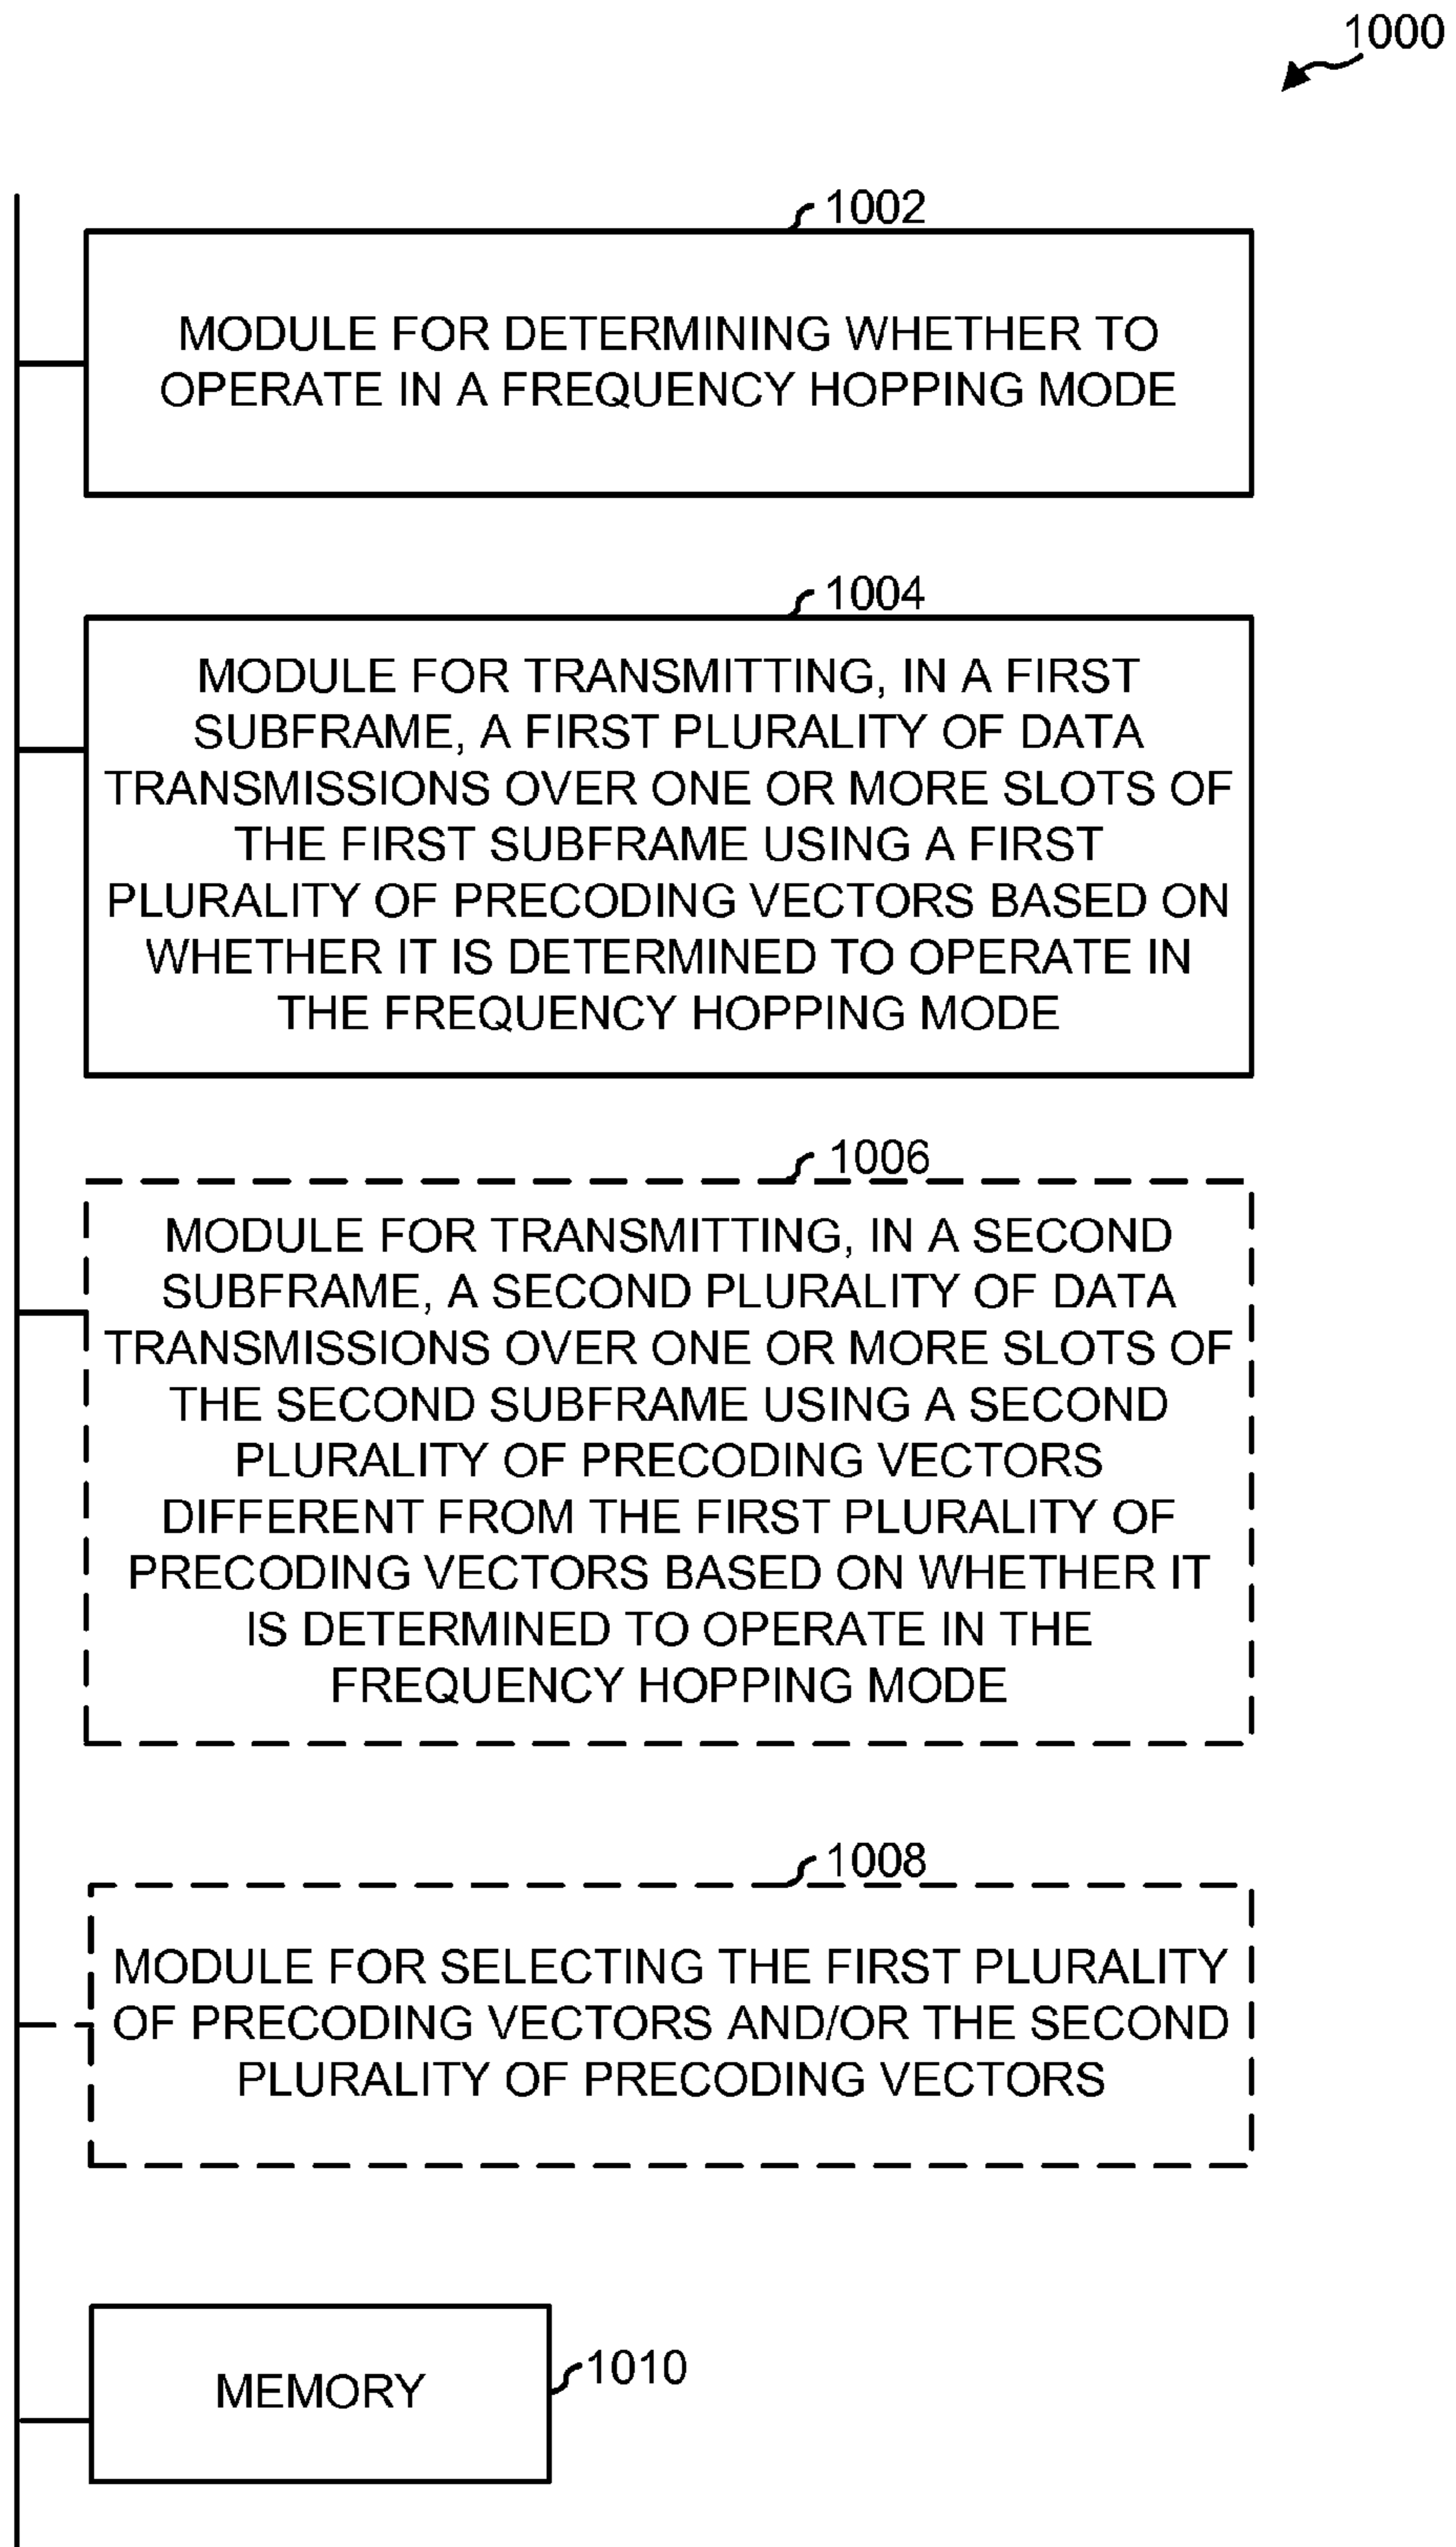 1000
1002
MODULE FOR DETERMINING WHETHER TO
OPERATE IN A FREQUENCY HOPPING MODE
1004
MODULE FOR TRANSMITTING, IN A FIRST
SUBFRAME, A FIRST PLURALITY OF DATA
TRANSMISSIONS OVER ONE OR MORE SLOTS OF
THE FIRST SUBFRAME USING A FIRST
PLURALITY OF PRECODING VECTORS BASED ON
WHETHER IT IS DETERMINED TO OPERATE IN
THE FREQUENCY HOPPING MODE
1006
MODULE FOR TRANSMITTING, IN A SECOND
SUBFRAME, A SECOND PLURALITY OF DATA
TRANSMISSIONS OVER ONE OR MORE SLOTS OF
THE SECOND SUBFRAME USING A SECOND
PLURALITY OF PRECODING VECTORS
DIFFERENT FROM THE FIRST PLURALITY OF
PRECODING VECTORS BASED ON WHETHER IT
IS DETERMINED TO OPERATE IN THE
FREQUENCY HOPPING MODE
1008
MODULE FOR SELECTING THE FIRST PLURALITY
OF PRECODING VECTORS AND/OR THE SECOND
PLURALITY OF PRECODING VECTORS
MEMORY
1010